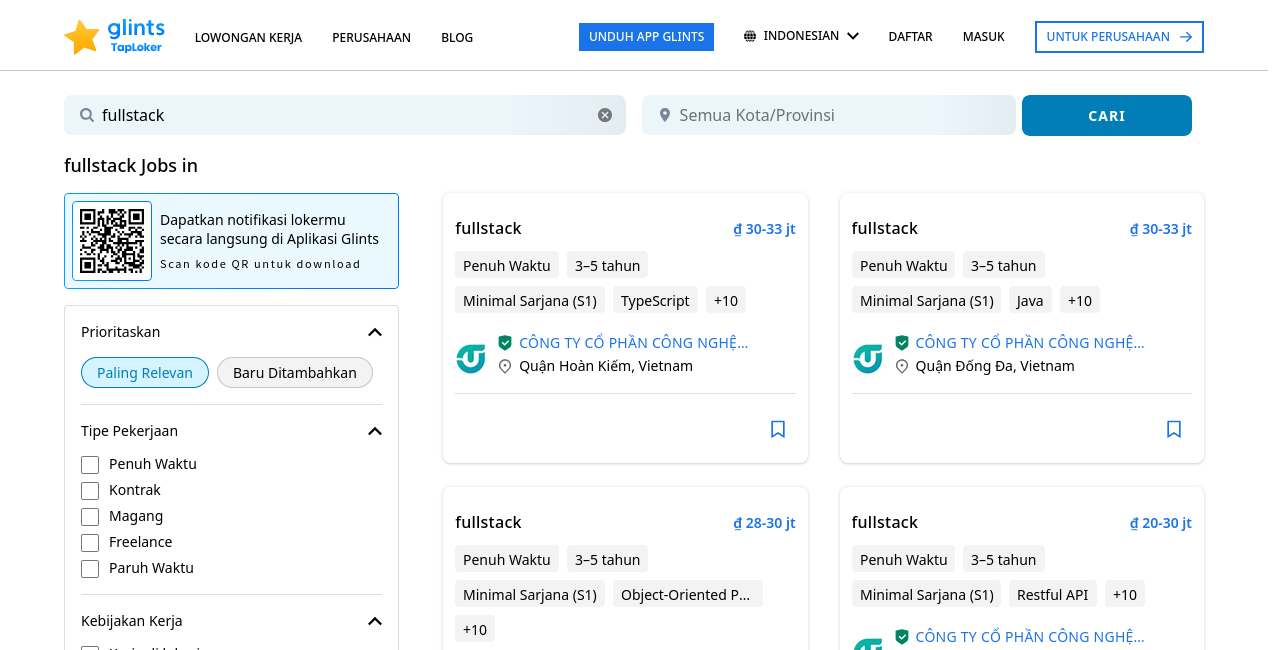 glints
TapLoker
LOWONGAN KERJA
PERUSAHAAN
BLOG
UNDUH APP GLINTS
INDONESIAN
DAFTAR
MASUK
UNTUK PERUSAHAAN
fullstack
Semua Kota/Provinsi
CARI
fullstack Jobs in
Dapatkan notifikasi lokermu
secara langsung di Aplikasi Glints
Scan kode QR untuk download
Prioritaskan
Paling Relevan
Baru Ditambahkan
Tipe Pekerjaan
Penuh Waktu
Kontrak
Magang
Freelance
Paruh Waktu
Kebijakan Kerja
fullstack
₫ 30-33 jt
Penuh Waktu
3–5 tahun
Minimal Sarjana (S1)
TypeScript
+10
CÔNG TY CỔ PHẦN CÔNG NGHỆ...
Quận Hoàn Kiếm, Vietnam
fullstack
₫ 30-33 jt
Penuh Waktu
3–5 tahun
Minimal Sarjana (S1)
Java
+10
CÔNG TY CỔ PHẦN CÔNG NGHỆ...
Quận Đống Đa, Vietnam
fullstack
₫ 28-30 jt
Penuh Waktu
3–5 tahun
Minimal Sarjana (S1)
Object-Oriented P...
+10
fullstack
₫ 20-30 jt
Penuh Waktu
3–5 tahun
Minimal Sarjana (S1)
Restful API
+10
CÔNG TY CỔ PHẦN CÔNG NGHỆ...